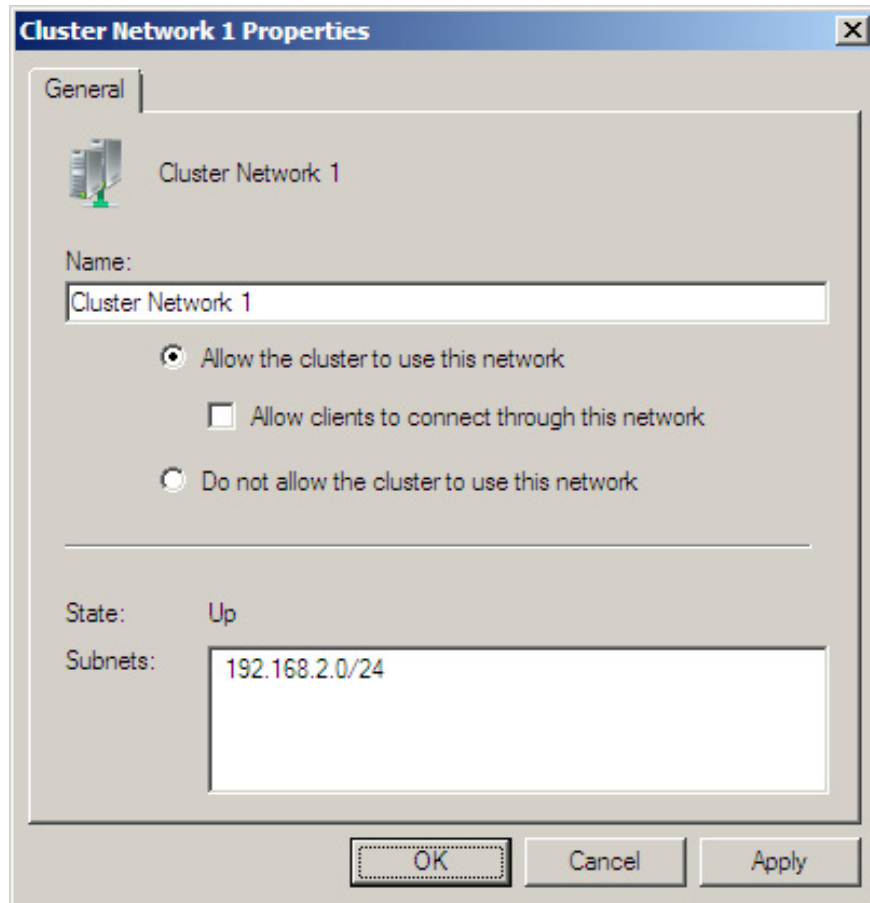 Cluster Network 1 Properties
General
Cluster Network 1
Name:
Cluster Network 1
Allow the cluster to use this network
Allow clients to connect through this network
Do not allow the cluster to use this network
State: Up
Subnets: 192.168.2.0/24
OK Cancel Apply